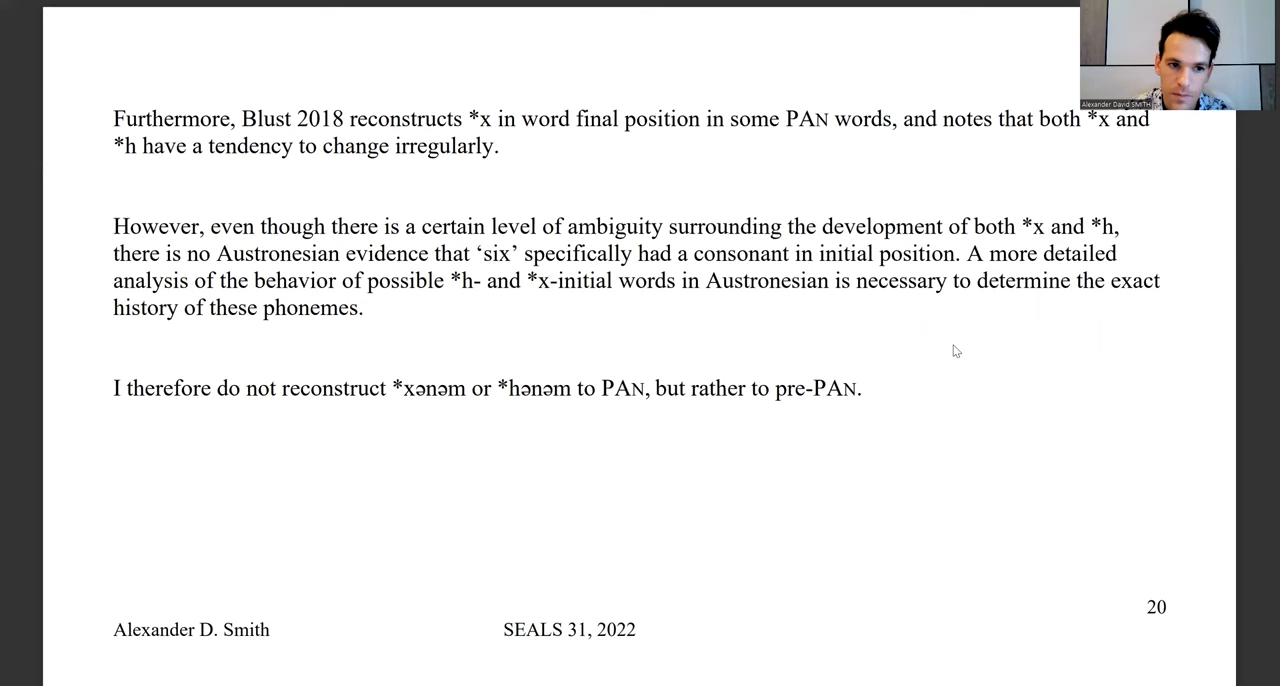 Alexander David SMITH
Furthermore, Blust 2018 reconstructs *x in word final position in some PAN words, and notes that both *x and
*h have a tendency to change irregularly.
However, even though there is a certain level of ambiguity surrounding the development of both *x and *h,
there is no Austronesian evidence that ‘six’ specifically had a consonant in initial position. A more detailed
analysis of the behavior of possible *h- and *x-initial words in Austronesian is necessary to determine the exact
history of these phonemes.
I therefore do not reconstruct *xənəm or *hənəm to PAN, but rather to pre-PAN.
20
Alexander D. Smith SEALS 31, 2022